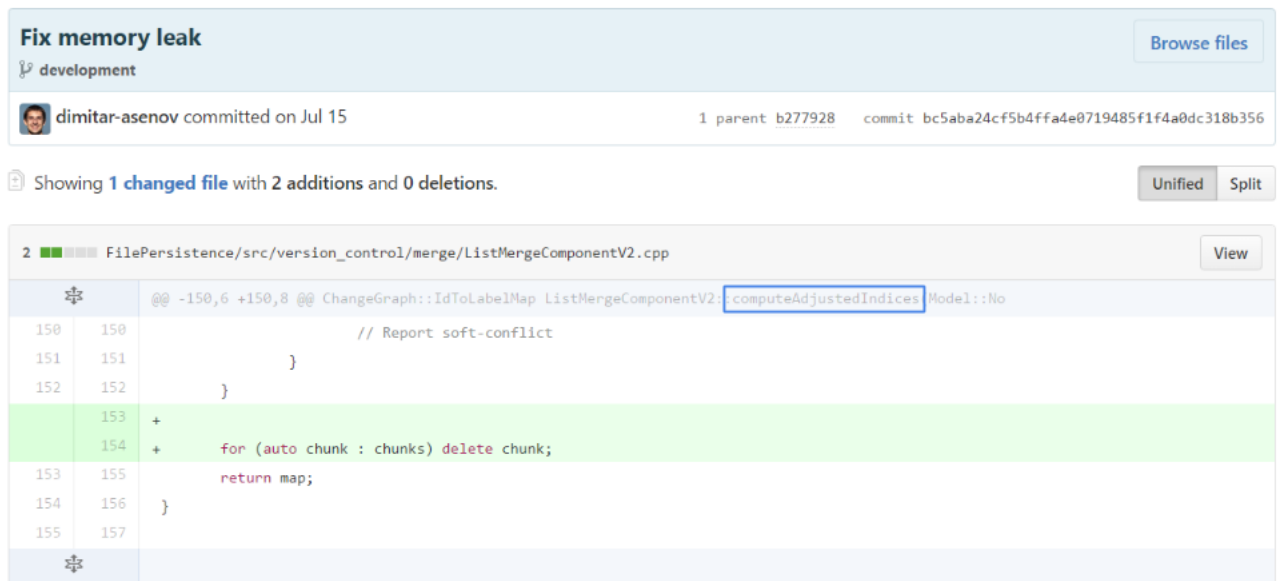 Fix memory leak
Browse files
development
dimitar-asenov committed on Jul 15
1 parent b277928 commit bc5aba24cf5b4ffa4e0719485f1f4a0dc318b356
Showing 1 changed file with 2 additions and 0 deletions.
Unified Split
2 FilePersistence/src/version_control/merge/ListMergeComponentV2.cpp
View
@@ -150,6 +150,8 @@ ChangeGraph::IdToLabelMap ListMergeComponentV2::computeAdjustedIndices(Model::No
150 150 // Report soft-conflict
151 151 }
152 152 }
153 +
154 + for (auto chunk : chunks) delete chunk;
153 155 return map;
154 156 }
155 157